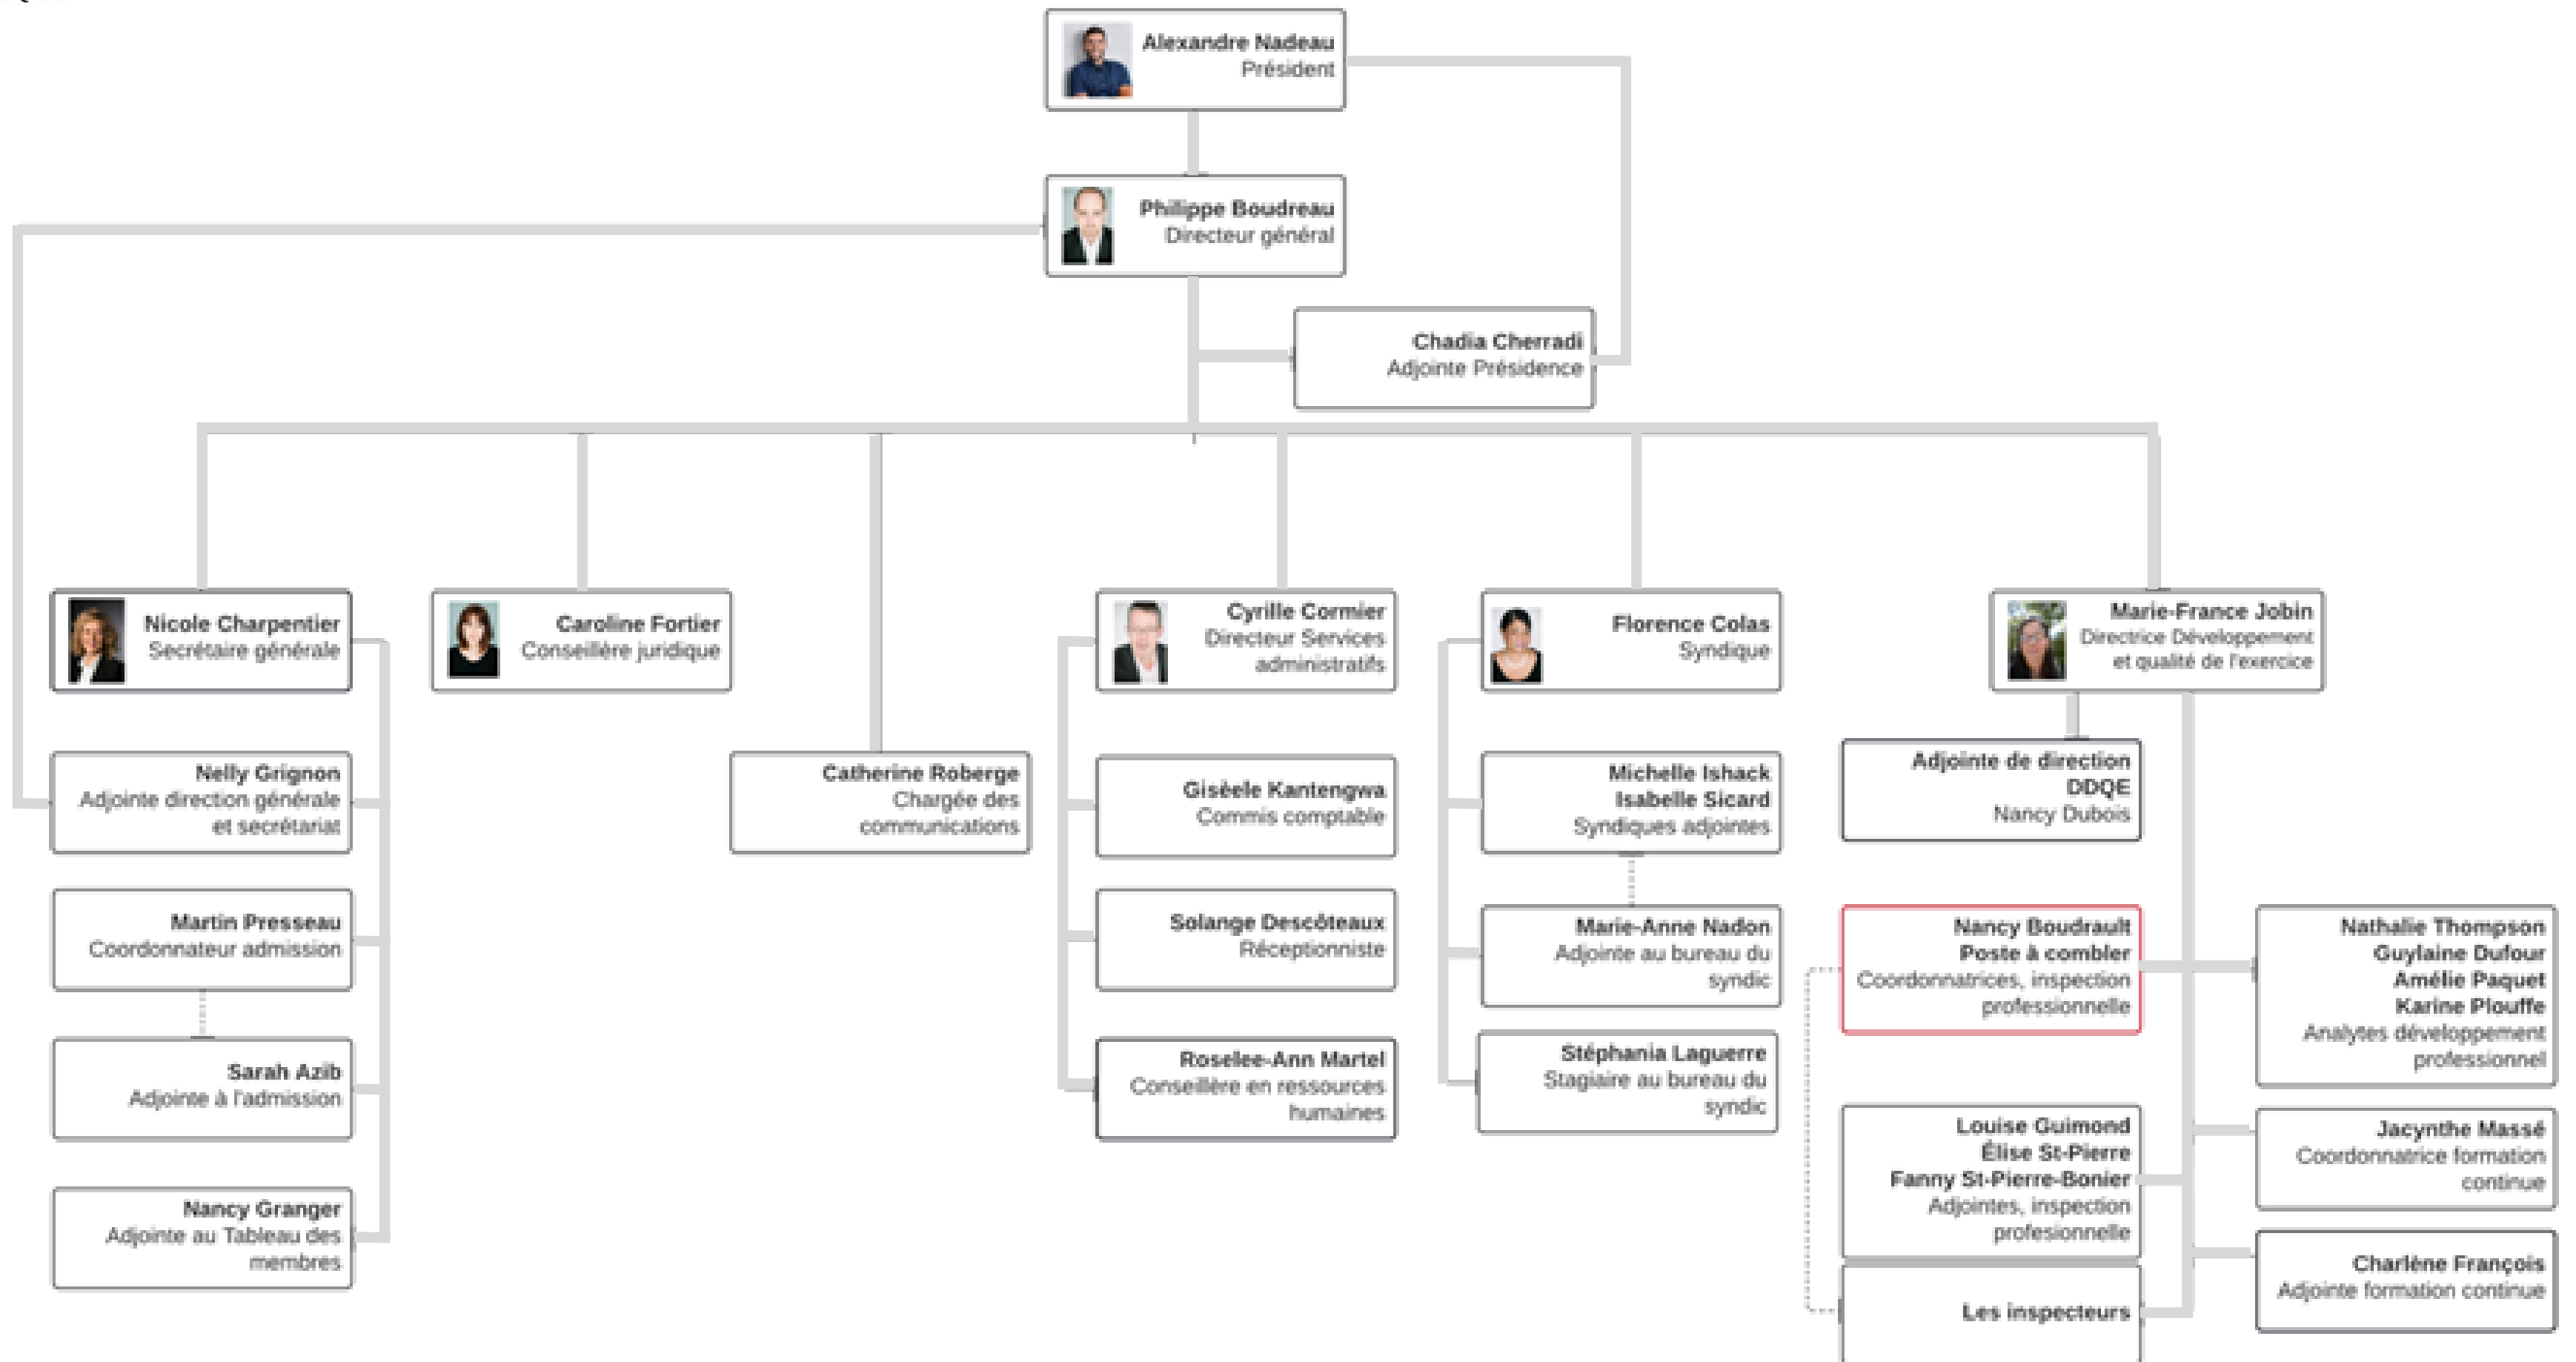 Alexandre Nadeau
Président
Philippe Boudreau
Directeur général
Chadia Cherradi
Adjointe Présidence
Nicole Charpentier
Secrétaire générale
Caroline Fortier
Conseillère juridique
Cyrille Cormier
Directeur Services
administratifs
Florence Colas
Syndique
Marie-France Jobin
Directrice Développement
et qualité de l'exercice
Nelly Grignon
Adjointe direction générale
et secrétariat
Catherine Roberge
Chargée des
communications
Gisèele Kantengwa
Commis comptable
Michelle Ishack
Isabelle Sicard
Syndiques adjointes
Adjointe de direction
DDQE
Nancy Dubois
Martin Presseau
Coordonnateur admission
Solange Descôteaux
Réceptionniste
Marie-Anne Nadon
Adjointe au bureau du
syndic
Nancy Boudrault
Poste à combler
Coordonnatrices, inspection
professionnelle
Nathalie Thompson
Guylaine Dufour
Amélie Paquet
Karine Plouffe
Analytes développement
professionnel
Sarah Azib
Adjointe à l'admission
Roselee-Ann Martel
Conseillère en ressources
humaines
Stéphania Laguerre
Stagiaire au bureau du
syndic
Louise Guimond
Élise St-Pierre
Fanny St-Pierre-Bonier
Adjointes, inspection
profesionnelle
Jacynthe Massé
Coordonnatrice formation
continue
Nancy Granger
Adjointe au Tableau des
membres
Charlène François
Adjointe formation continue
Les inspecteurs